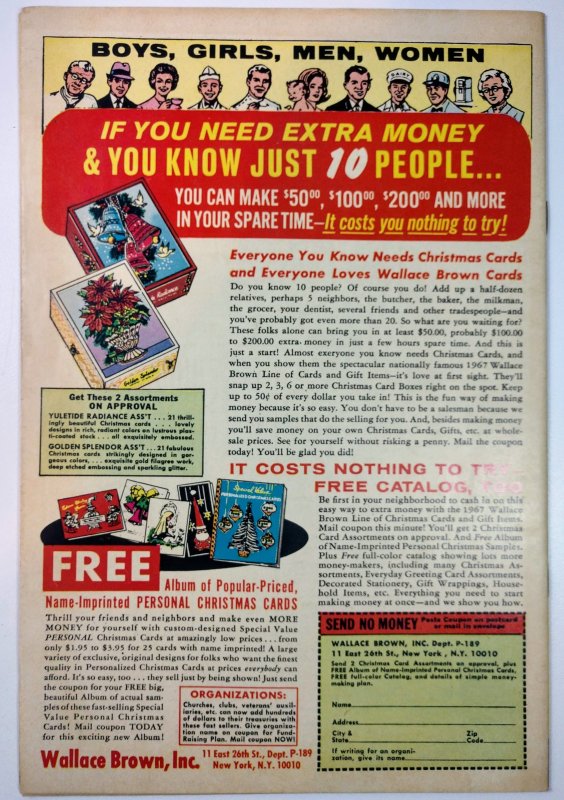 BOYS, GIRLS, MEN, WOMEN
DAIRY
IF YOU NEED EXTRA MONEY
& YOU KNOW JUST 10 PEOPLE...
YOU CAN MAKE $50⁰⁰, $100⁰⁰, $200⁰⁰ AND MORE
IN YOUR SPARE TIME—It costs you nothing to try!
Everyone You Know Needs Christmas Cards
and Everyone Loves Wallace Brown Cards
Do you know 10 people? Of course you do! Add up a half-dozen
relatives, perhaps 5 neighbors, the butcher, the baker, the milkman,
the grocer, your dentist, several friends and other tradespeople—and
you've probably got even more than 20. So what are you waiting for?
These folks alone can bring you in at least $50.00, probably $100.00
to $200.00 extra money in just a few hours spare time. And this is
just a start! Almost everyone you know needs Christmas Cards, and
when you show them the spectacular nationally famous 1967 Wallace
Brown Line of Cards and Gift Items—it's love at first sight. They'll
snap up 2, 3, 6 or more Christmas Card Boxes right on the spot. Keep
up to 50¢ of every dollar you take in! This is the fun way of making
money because it's so easy. You don't have to be a salesman because we
send you samples that do the selling for you. And, besides making money
you'll save money on your own Christmas Cards, Gifts, etc. at whole-
sale prices. See for yourself without risking a penny. Mail the coupon
today! You'll be glad you did!
Radiance
Golden Splendor
Get These 2 Assortments
ON APPROVAL
YULETIDE RADIANCE ASS'T . . . 21 thrill-
ingly beautiful Christmas cards . . . lovely
designs in rich, radiant colors on lustrous plas-
ti-coated stock . . . all exquisitely embossed.
GOLDEN SPLENDOR ASS'T. . . 21 fabulous
Christmas cards strikingly designed in gor-
geous colors, . . . exquisite gold filagree work,
deep etched embossing and sparkling glitter.
Special Value
PERSONALIZED CHRISTMAS CARDS
FREE
Album of Popular-Priced,
Name-Imprinted PERSONAL CHRISTMAS CARDS
Thrill your friends and neighbors and make even MORE
MONEY for yourself with custom-designed Special Value
PERSONAL Christmas Cards at amazingly low prices . . . from
only $1.95 to $3.95 for 25 cards with name imprinted! A large
variety of exclusive, original designs for folks who want the finest
quality in Personalized Christmas Cards at prices everybody can
afford. It's so easy, too . . . they sell just by being shown! Just send
the coupon for your FREE big,
beautiful Album of actual sam-
ples of these fast-selling Special
Value Personal Christmas
Cards! Mail coupon TODAY
for this exciting new Album!
ORGANIZATIONS:
Churches, clubs, veterans' auxil-
iaries, etc. can now add hundreds
of dollars to their treasuries with
these fast sellers. Give organiza-
tion name on coupon for Fund-
Raising Plan. Mail coupon NOW!
Wallace Brown, Inc.
11 East 26th St., Dept. P-189
New York, N.Y. 10010
IT COSTS NOTHING TO
FREE CATALOG,
Be first in your neighborhood to cash in on this
easy way to extra money with the 1967 Wallace
Brown Line of Christmas Cards and Gift Items.
Mail coupon this minute! You'll get 2 Christmas
Card Assortments on approval. And Free Album
of Name-Imprinted Personal Christmas Samples.
Plus Free full-color catalog showing lots more
money-makers, including many Christmas As-
sortments, Everyday Greeting Card Assortments,
Decorated Stationery, Gift Wrappings, House-
hold Items, etc. Everything you need to start
making money at once—and we show you how.
SEND NO MONEY Paste Coupon on postcard
or mail in envelope
WALLACE BROWN, INC. Dept. P-189
11 East 26th St., New York , N.Y. 10010
Send 2 Christmas Card Assortments on approval, plus
FREE Album of Name-Imprinted Personal Christmas Cards,
FREE full-color Catalog, and details of simple money-
making plan.
Name
Address
City &
State
Zip
Code
If writing for an organi-
zation, give its name